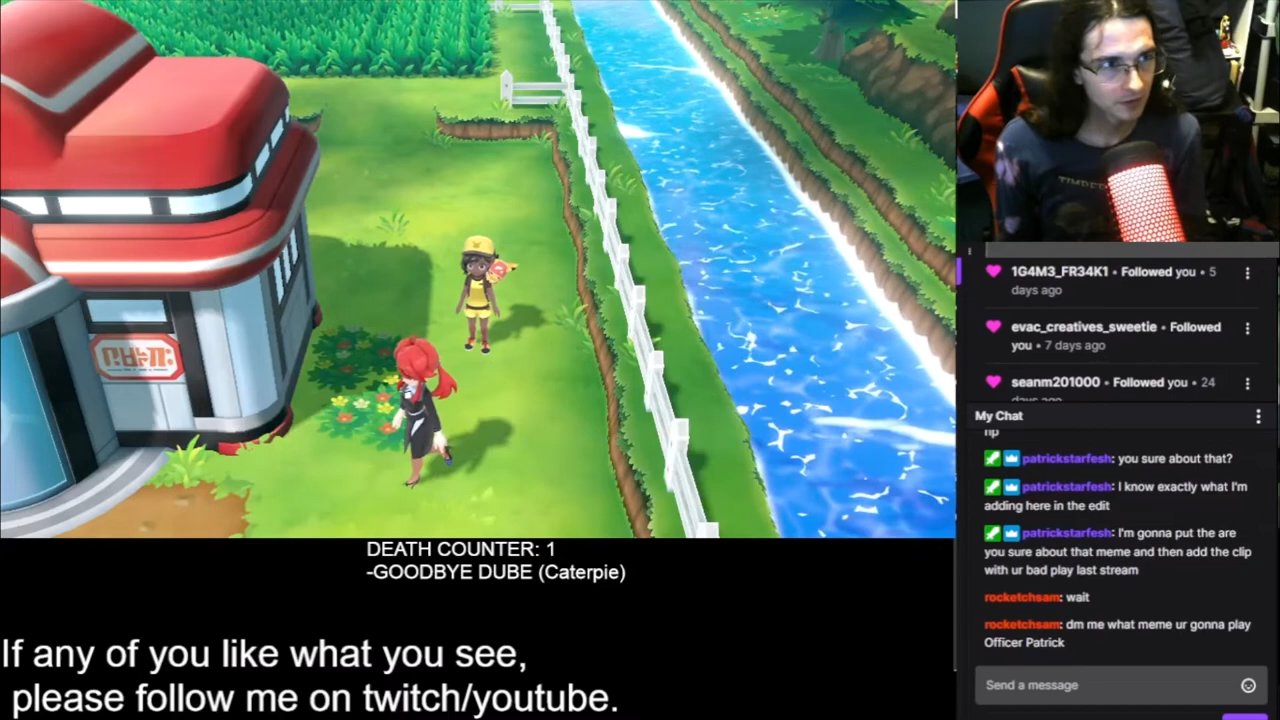 1G4M3_FR34K1 • Followed you • 5
days ago
evac_creatives_sweetie • Followed
you • 7 days ago
seanm201000 • Followed you • 24
days ago
My Chat
patrickstarfesh: you sure about that?
patrickstarfesh: I know exactly what I'm
adding here in the edit
patrickstarfesh: I'm gonna put the are
you sure about that meme and then add the clip
with ur bad play last stream
rocketchsam: wait
rocketchsam: dm me what meme ur gonna play
Officer Patrick
Send a message
DEATH COUNTER: 1
-GOODBYE DUBE (Caterpie)
If any of you like what you see,
please follow me on twitch/youtube.